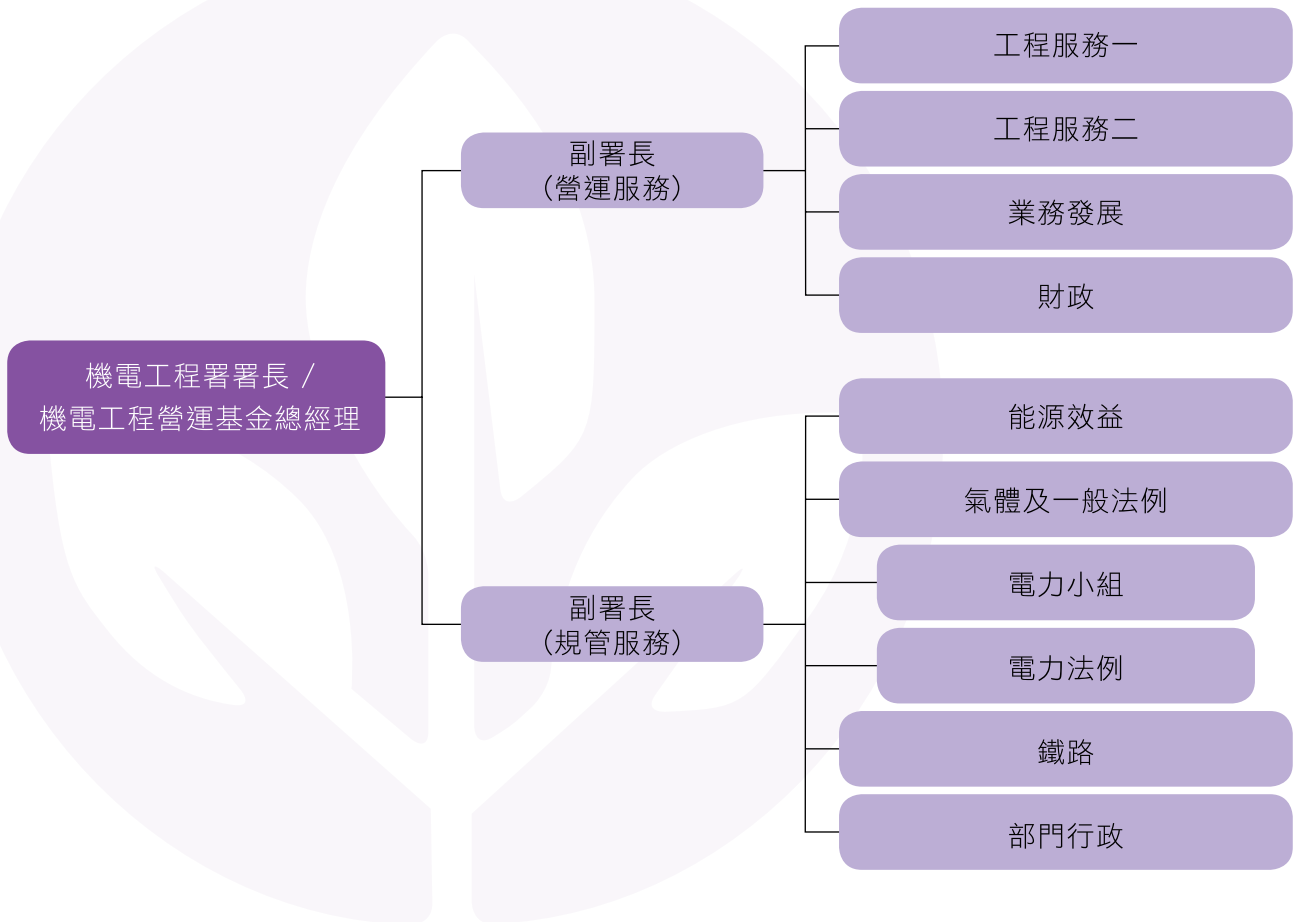 機電工程署署長 /
機電工程營運基金總經理
副署長
(營運服務)
工程服務一
工程服務二
業務發展
財政
副署長
(規管服務)
能源效益
氣體及一般法例
電力小組
電力法例
鐵路
部門行政